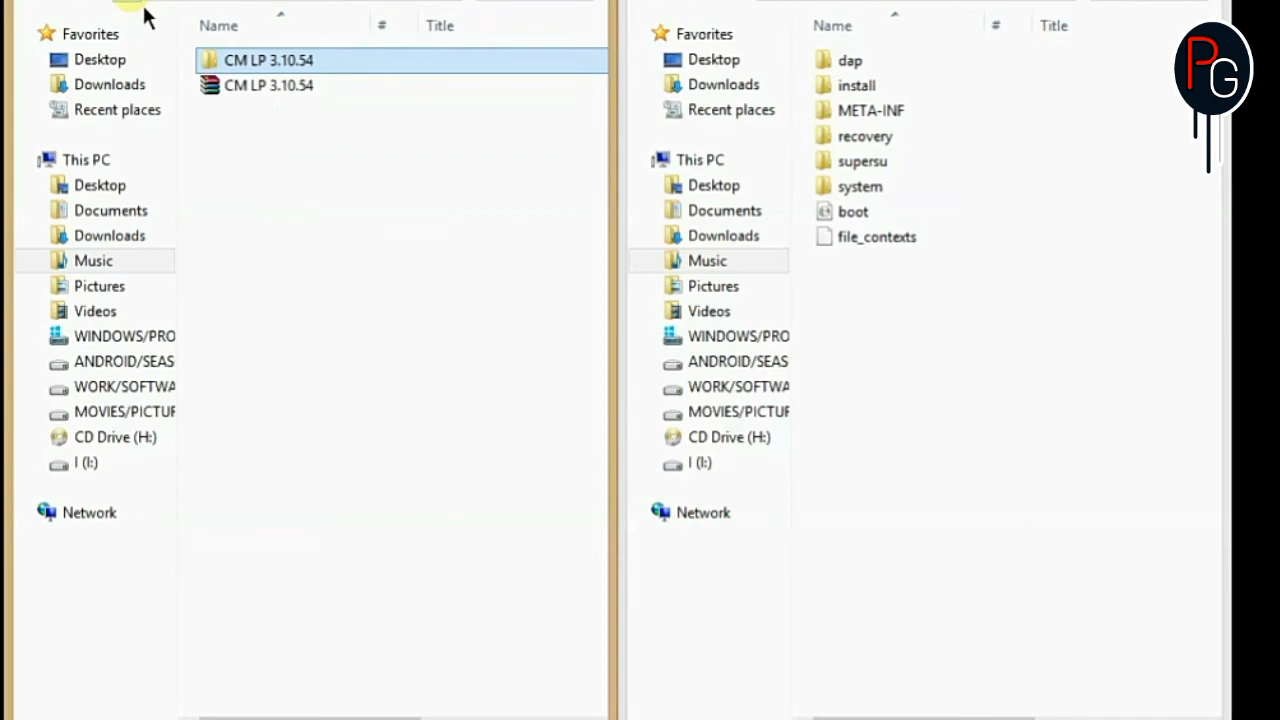 Name # Title
Favorites
Desktop
Downloads
Recent places
This PC
Desktop
Documents
Downloads
Music
Pictures
Videos
WINDOWS/PRO
ANDROID/SEAS
WORK/SOFTWA
MOVIES/PICTUR
CD Drive (H:)
I (I:)
Network
CM LP 3.10.54
CM LP 3.10.54
Name # Title
Favorites
Desktop
Downloads
Recent places
This PC
Desktop
Documents
Downloads
Music
Pictures
Videos
WINDOWS/PRO
ANDROID/SEAS
WORK/SOFTWA
MOVIES/PICTUR
CD Drive (H:)
I (I:)
Network
dap
install
META-INF
recovery
supersu
system
boot
file_contexts
PG